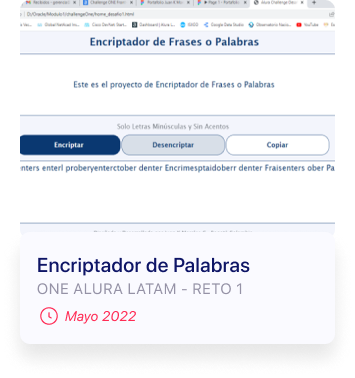 Encriptador de Frases o Palabras
Este es el proyecto de Encriptador de Frases o Palabras
Solo Letras Minúsculas y Sin Acentos
Encriptar Desencriptar Copiar
enters enterl proberyenterctober denter Encrimesptaidoberr denter Fraisenters ober Pa
Encriptador de Palabras
ONE ALURA LATAM - RETO 1
Mayo 2022